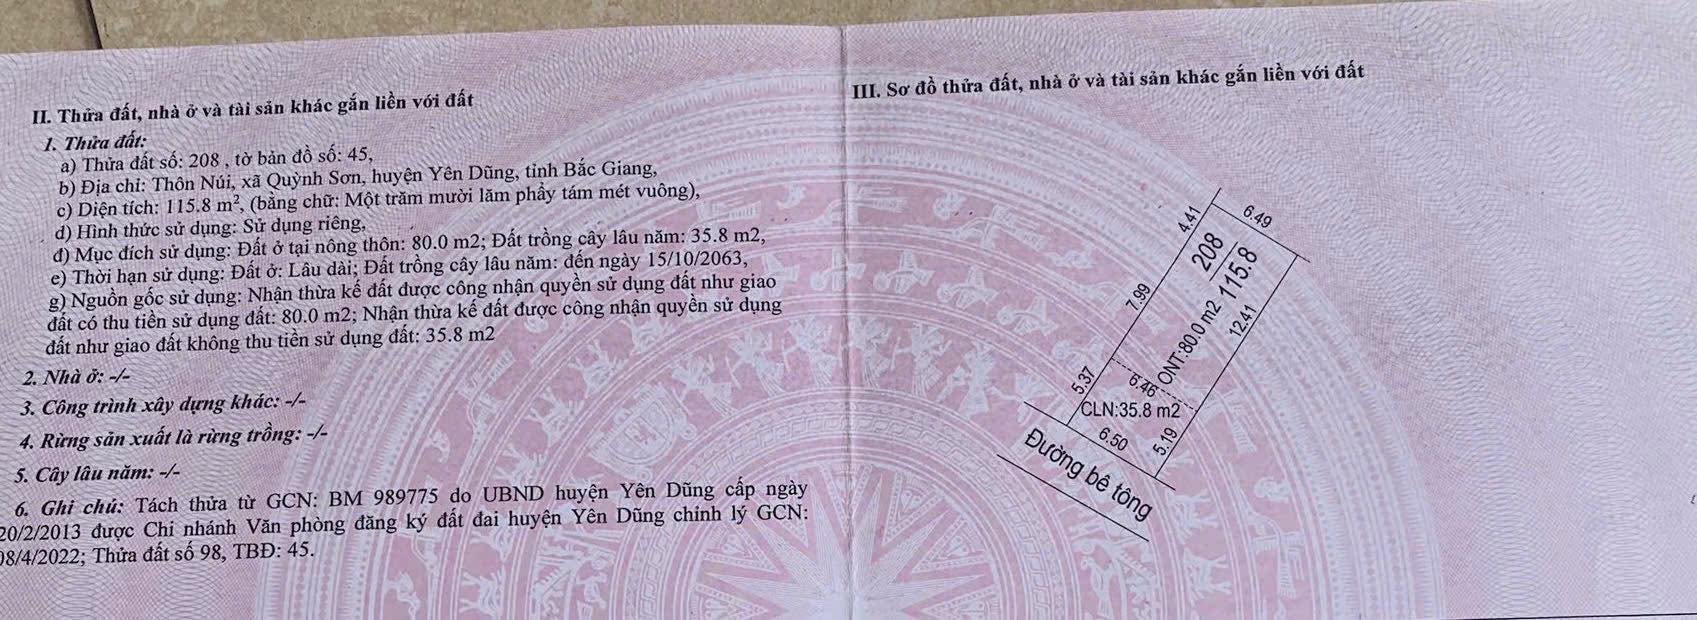 II. Thửa đất, nhà ở và tài sản khác gắn liền với đất
1. Thửa đất:
a) Thửa đất số: 208 , tờ bản đồ số: 45,
b) Địa chỉ: Thôn Núi, xã Quỳnh Sơn, huyện Yên Dũng, tỉnh Bắc Giang,
c) Diện tích: 115.8 m², (bằng chữ: Một trăm mười lăm phẩy tám mét vuông),
d) Hình thức sử dụng: Sử dụng riêng,
đ) Mục đích sử dụng: Đất ở tại nông thôn: 80.0 m2; Đất trồng cây lâu năm: 35.8 m2,
e) Thời hạn sử dụng: Đất ở: Lâu dài; Đất trồng cây lâu năm: đến ngày 15/10/2063,
g) Nguồn gốc sử dụng: Nhận thừa kế đất được công nhận quyền sử dụng đất như giao
đất có thu tiền sử dụng đất: 80.0 m2; Nhận thừa kế đất được công nhận quyền sử dụng
đất như giao đất không thu tiền sử dụng đất: 35.8 m2
2. Nhà ở: -/-
3. Công trình xây dựng khác: -/-
4. Rừng sản xuất là rừng trồng: -/-
5. Cây lâu năm: -/-
6. Ghi chú: Tách thửa từ GCN: BM 989775 do UBND huyện Yên Dũng cấp ngày
20/2/2013 được Chi nhánh Văn phòng đăng ký đất đai huyện Yên Dũng chỉnh lý GCN:
08/4/2022; Thửa đất số 98, TBĐ: 45.
III. Sơ đồ thửa đất, nhà ở và tài sản khác gắn liền với đất
4.41
6.49
208
115.8
7.99
ONT:80.0 m2
12.41
5.37
6.46
CLN:35.8 m2
6.50
5.19
Đường bê tông